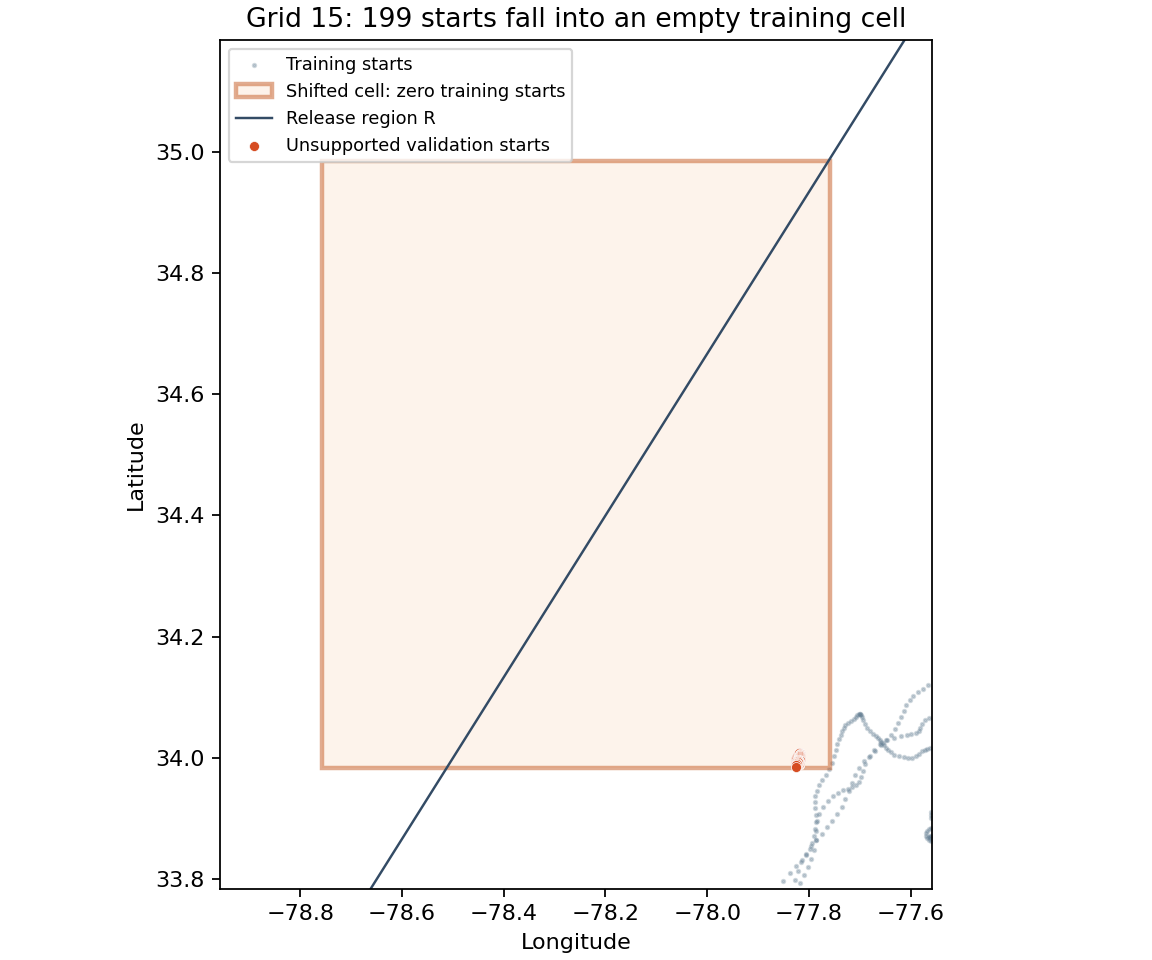 Grid 15: 199 starts fall into an empty training cell
Training starts
Shifted cell: zero training starts
Release region R
Unsupported validation starts
35.0
34.8
34.6
34.4
34.2
34.0
33.8
Latitude
−78.8
−78.6
−78.4
−78.2
−78.0
−77.8
−77.6
Longitude